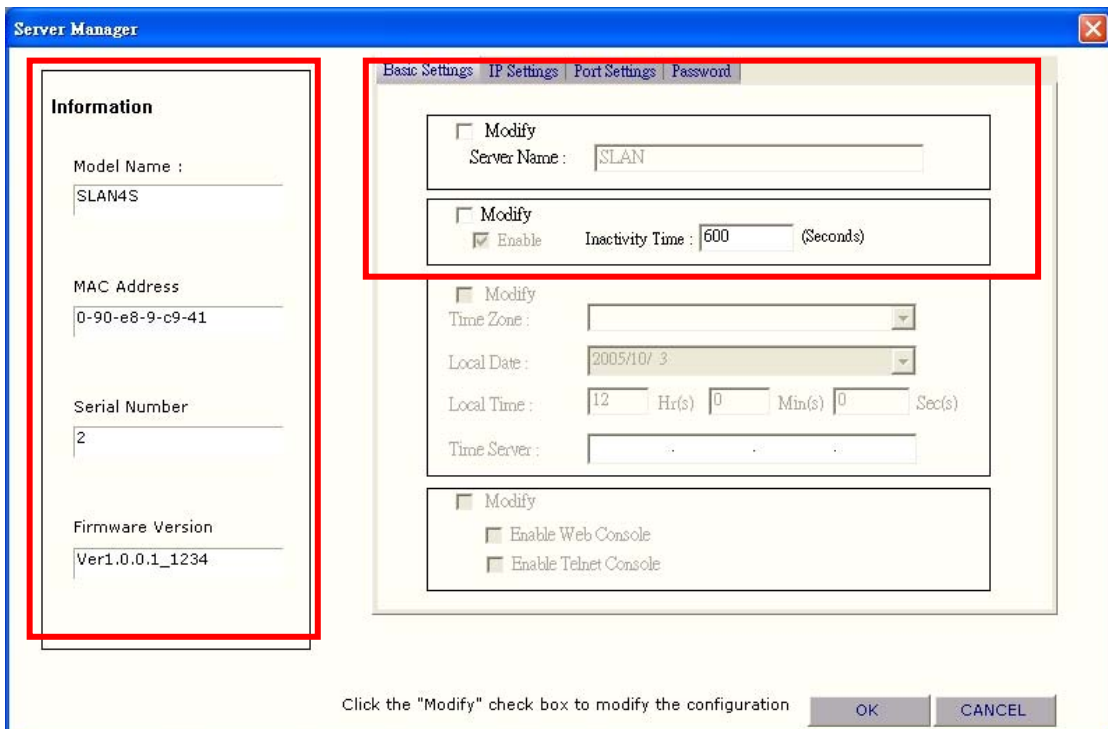 Server Manager
Information
Model Name :
SLAN4S
MAC Address
0-90-e8-9-c9-41
Serial Number
2
Firmware Version
Ver1.0.0.1_1234
Basic Settings IP Settings Port Settings Password
Modify
Server Name : SLAN
Modify
Enable Inactivity Time : 600 (Seconds)
Modify
Time Zone :
Local Date : 2005/10/ 3
Local Time : 12 Hr(s) 0 Min(s) 0 Sec(s)
Time Server : . . .
Modify
Enable Web Console
Enable Telnet Console
Click the "Modify" check box to modify the configuration OK CANCEL